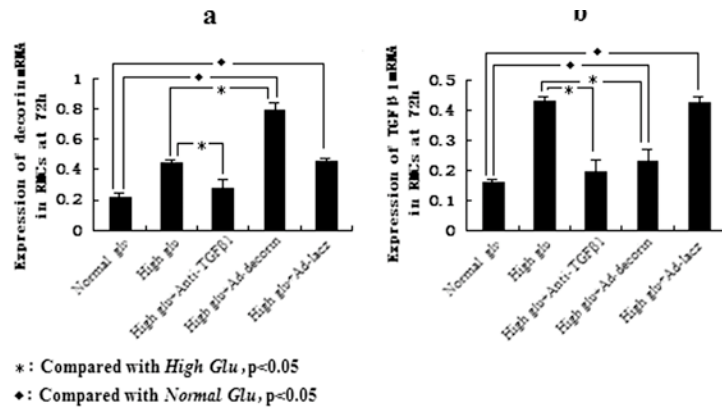 a
b
Expression of decorin mRNA
in RMCs at 72h
1
0.8
0.6
0.4
0.2
0
*
*
◆
◆
Normal glu
High glu
High glu+Anti-TGFβ1
High glu+Ad-decorin
High glu+Ad-lacz
Expression of TGFβ1mRNA
in RMCs at 72h
0.5
0.4
0.3
0.2
0.1
0
*
*
◆
◆
Normal glu
High glu
High glu+Anti-TGFβ1
High glu+Ad-decorin
High glu+Ad-lacz
* : Compared with High Glu, p<0.05
◆ : Compared with Normal Glu, p<0.05